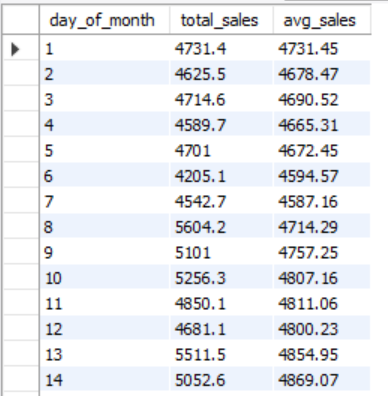 day_of_month total_sales avg_sales
1 4731.4 4731.45
2 4625.5 4678.47
3 4714.6 4690.52
4 4589.7 4665.31
5 4701 4672.45
6 4205.1 4594.57
7 4542.7 4587.16
8 5604.2 4714.29
9 5101 4757.25
10 5256.3 4807.16
11 4850.1 4811.06
12 4681.1 4800.23
13 5511.5 4854.95
14 5052.6 4869.07